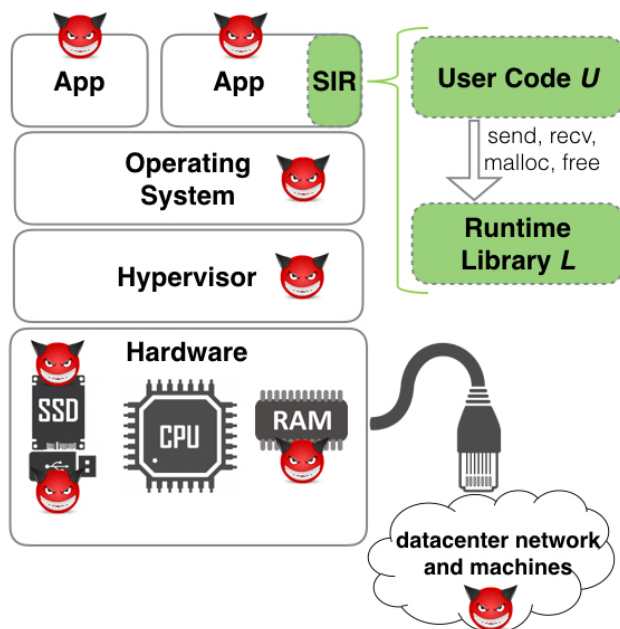 App
App
SIR
User Code U
send, recv,
malloc, free
Runtime
Library L
Operating
System
Hypervisor
Hardware
SSD
CPU
RAM
datacenter network
and machines